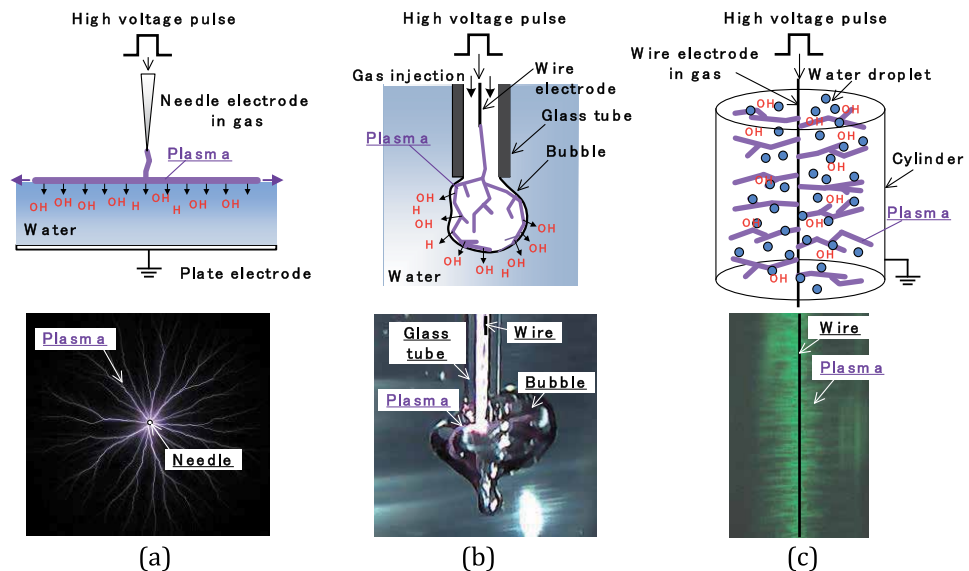 High voltage pulse
Needle electrode
in gas
Plasma
OH OH OH OH H OH OH OH
H
Water
Plate electrode
Plasma
Needle
(a)
High voltage pulse
Gas injection
Wire
electrode
Glass tube
Plasma
Bubble
OH
H
OH
OH
H
OH
OH
OH
OH
H
OH
Water
Glass
tube
Wire
Plasma
Bubble
(b)
High voltage pulse
Wire electrode
in gas
Water droplet
OH
OH
OH
OH
OH
OH
OH
OH
OH
OH
OH
Cylinder
Plasma
Wire
Plasma
(c)